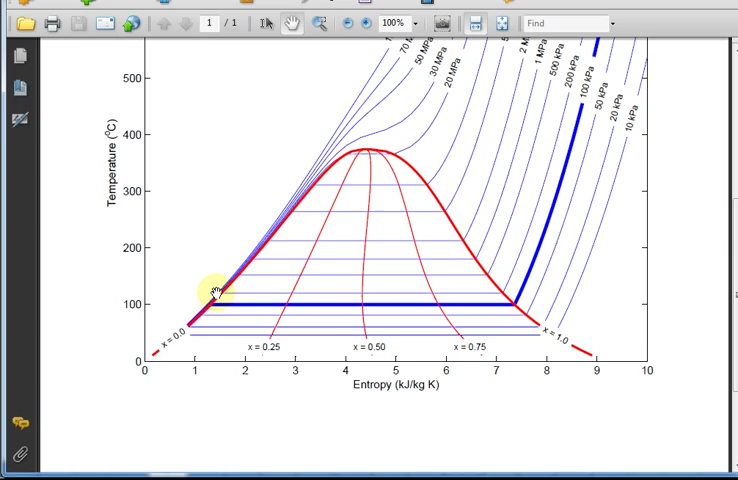 1 / 1
100%
Find
70 MPa
50 MPa
30 MPa
20 MPa
1 MPa
500 kPa
200 kPa
100 kPa
50 kPa
20 kPa
10 kPa
500
400
300
200
100
0
Temperature (°C)
x = 0.0
x = 0.25
x = 0.50
x = 0.75
x = 1.0
0 1 2 3 4 5 6 7 8 9 10
Entropy (kJ/kg K)